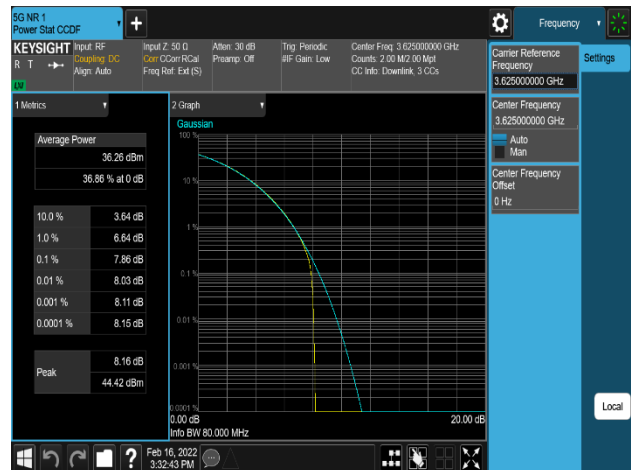 5G NR 1
Power Stat CCDF
Frequency
KEYSIGHT
R T
LXI
Input: RF
Coupling: DC
Align: Auto
Input Z: 50 Ω
Corr CCorr RCal
Freq Ref: Ext (S)
Atten: 30 dB
Preamp: Off
Trig: Periodic
#IF Gain: Low
Center Freq: 3.625000000 GHz
Counts: 2.00 M/2.00 Mpt
CC Info: Downlink, 3 CCs
Carrier Reference
Frequency
3.625000000 GHz
Settings
Center Frequency
3.625000000 GHz
Auto
Man
Center Frequency
Offset
0 Hz
Local
1 Metrics
Average Power
36.26 dBm
36.86 % at 0 dB
10.0 % 3.64 dB
1.0 % 6.64 dB
0.1 % 7.86 dB
0.01 % 8.03 dB
0.001 % 8.11 dB
0.0001 % 8.15 dB
Peak
8.16 dB
44.42 dBm
2 Graph
Gaussian
100 %
10 %
1 %
0.1 %
0.01 %
0.001 %
0.0001 %
0.00 dB 20.00 dB
Info BW 80.000 MHz
?
Feb 16, 2022
3:32:43 PM